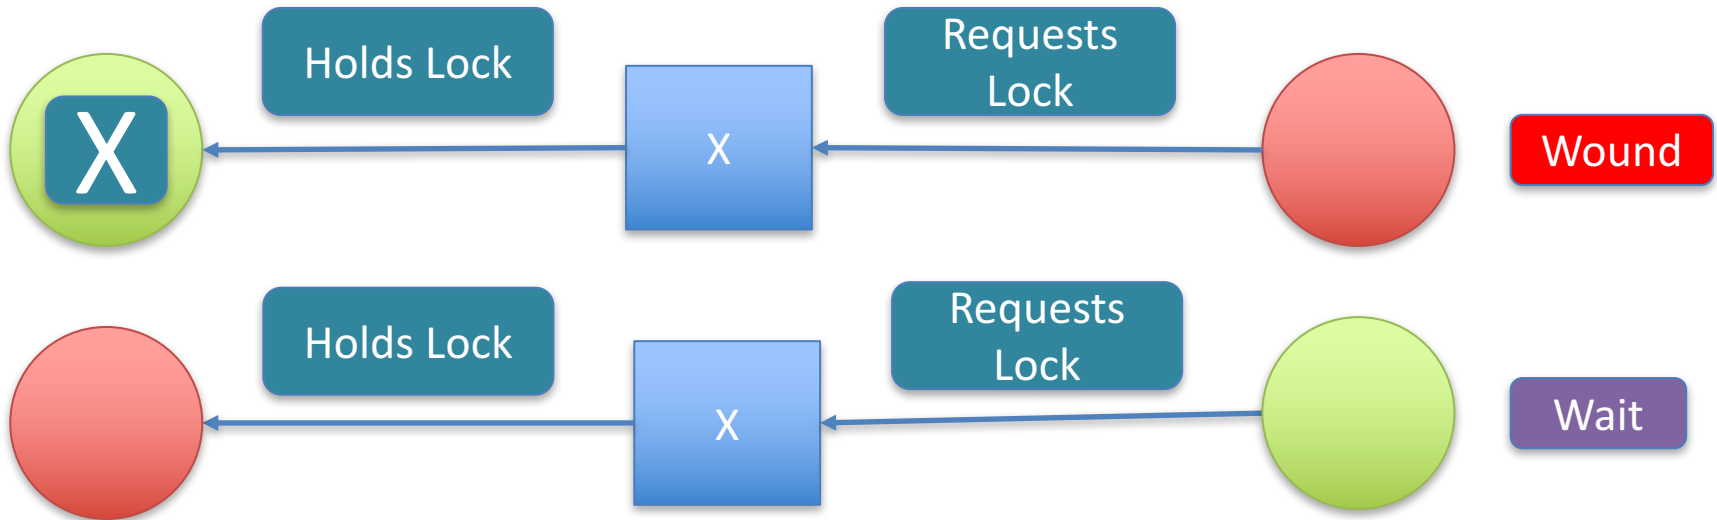 Holds Lock
Requests
Lock
X
X
Wound
Holds Lock
Requests
Lock
X
Wait